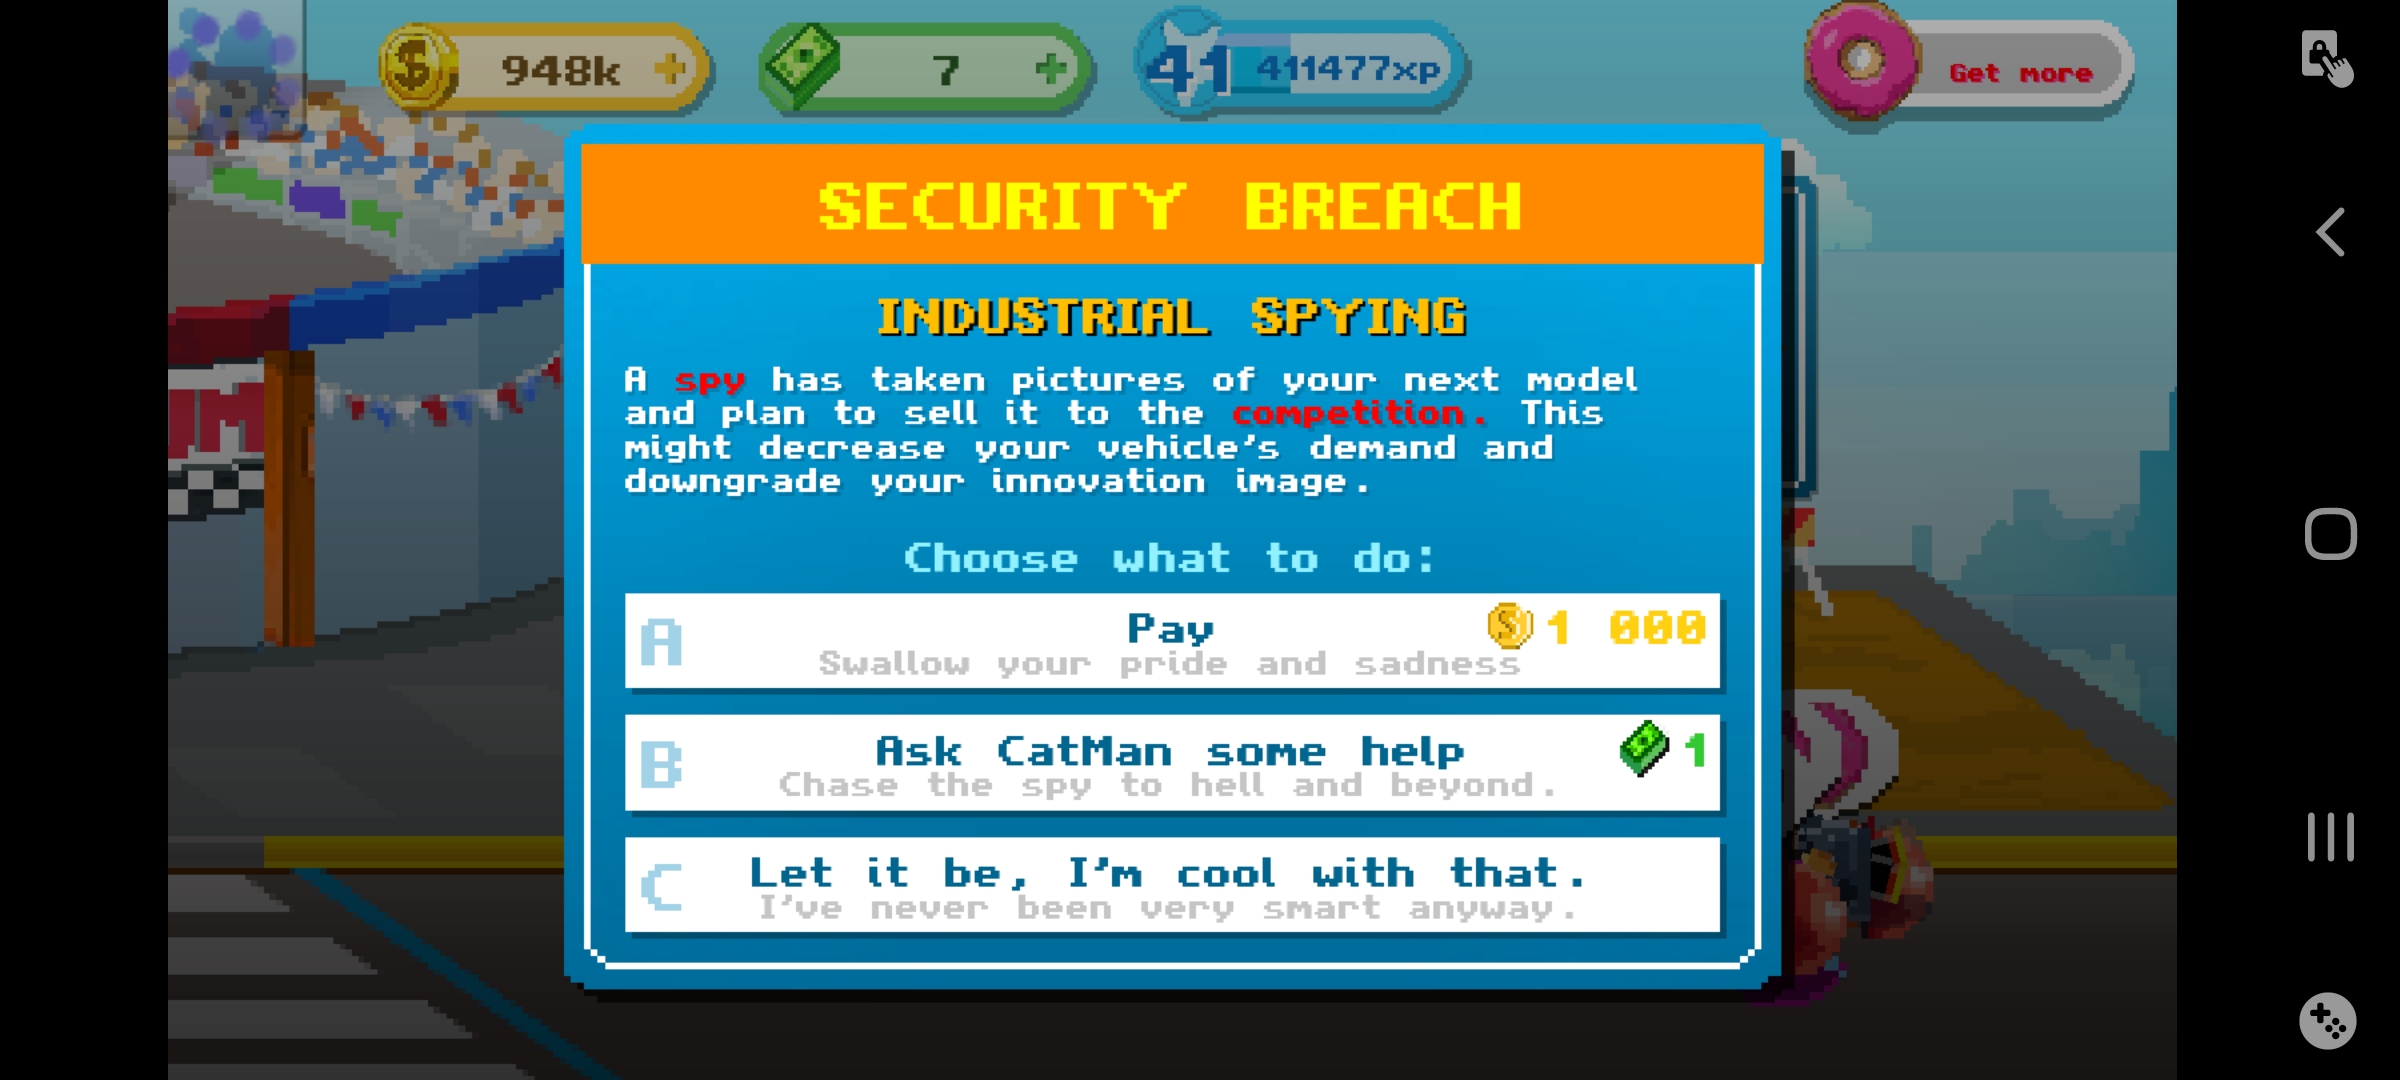 948k
7
41
411477xp
Get more
SECURITY BREACH
INDUSTRIAL SPYING
A spy has taken pictures of your next model
and plan to sell it to the competition. This
might decrease your vehicle's demand and
downgrade your innovation image.
Choose what to do:
A Pay 1 000
Swallow your pride and sadness
B Ask CatMan some help 1
Chase the spy to hell and beyond.
C Let it be, I'm cool with that.
I've never been very smart anyway.